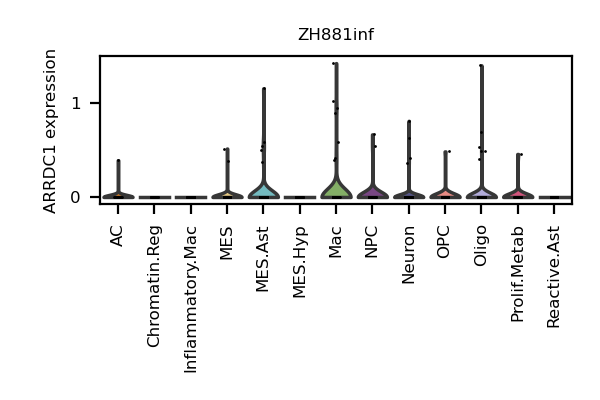 ZH881inf
ARRDC1 expression
1
0
AC
Chromatin.Reg
Inflammatory.Mac
MES
MES.Ast
MES.Hyp
Mac
NPC
Neuron
OPC
Oligo
Prolif.Metab
Reactive.Ast